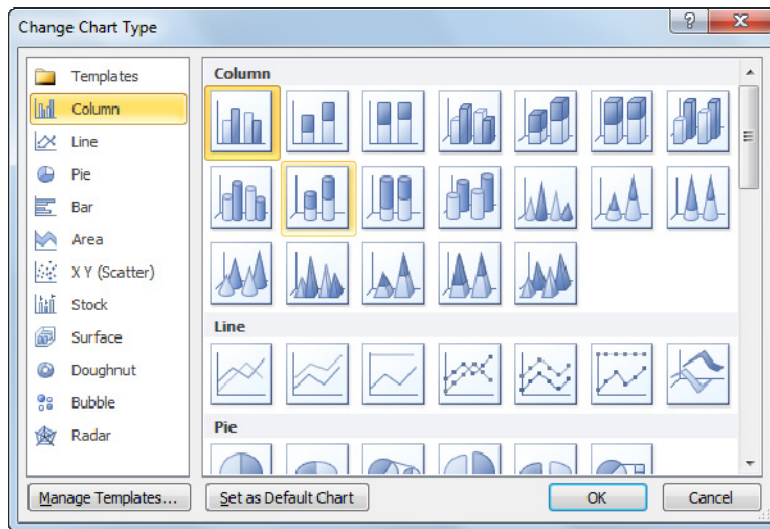 Change Chart Type
Templates
Column
Line
Pie
Bar
Area
X Y (Scatter)
Stock
Surface
Doughnut
Bubble
Radar
Column
Line
Pie
Manage Templates...
Set as Default Chart
OK
Cancel